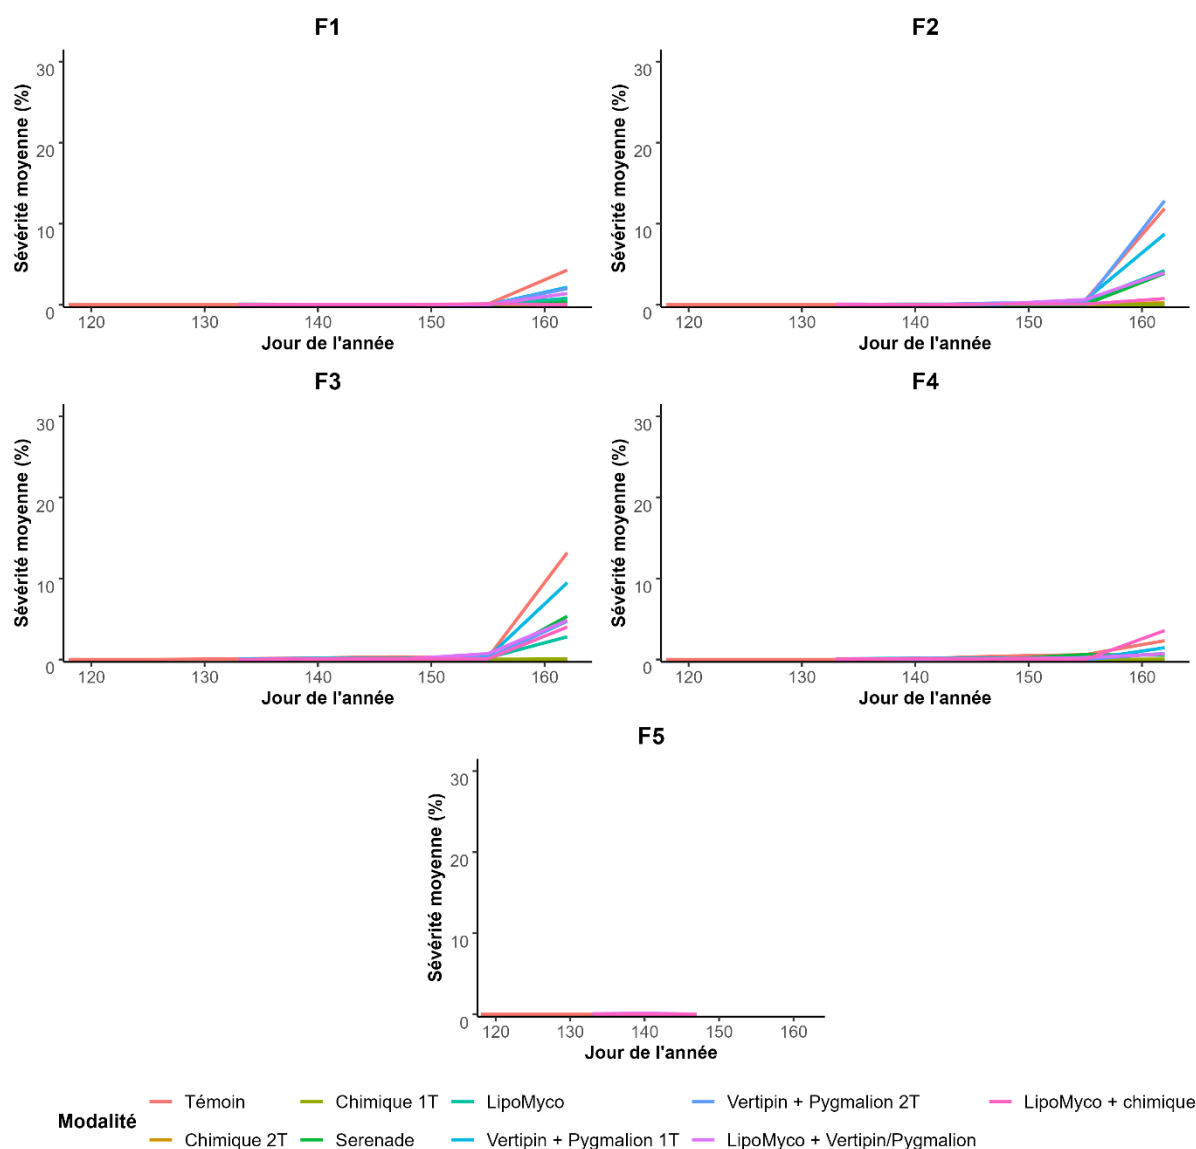 F1
F2
Sévérité moyenne (%)
30
20
10
0
120 130 140 150 160
Jour de l'année
Sévérité moyenne (%)
30
20
10
0
120 130 140 150 160
Jour de l'année
F3
F4
Sévérité moyenne (%)
30
20
10
0
120 130 140 150 160
Jour de l'année
Sévérité moyenne (%)
30
20
10
0
120 130 140 150 160
Jour de l'année
F5
Sévérité moyenne (%)
30
20
10
0
120 130 140 150 160
Jour de l'année
Modalité
Témoin Chimique 1T LipoMyco Vertipin + Pygmalion 2T LipoMyco + chimique
Chimique 2T Serenade Vertipin + Pygmalion 1T LipoMyco + Vertipin/Pygmalion